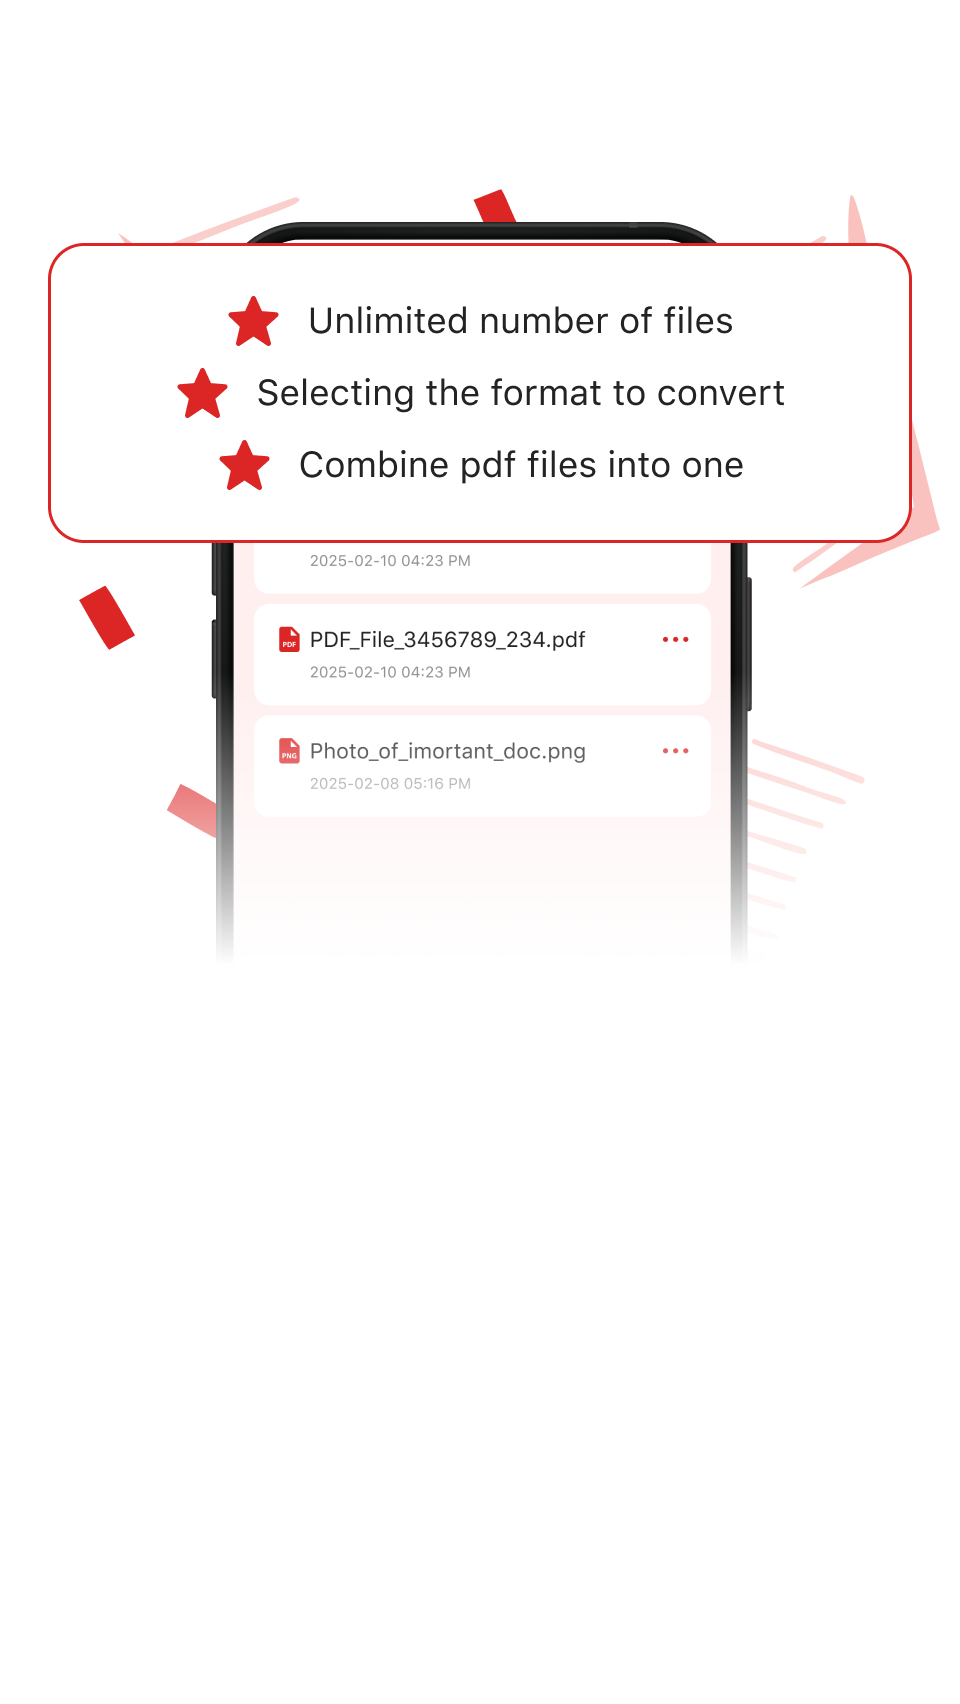 Unlimited number of files
Selecting the format to convert
Combine pdf files into one
2025-02-10 04:23 PM
PDF PDF_File_3456789_234.pdf
2025-02-10 04:23 PM
PNG Photo_of_imortant_doc.png
2025-02-08 05:16 PM